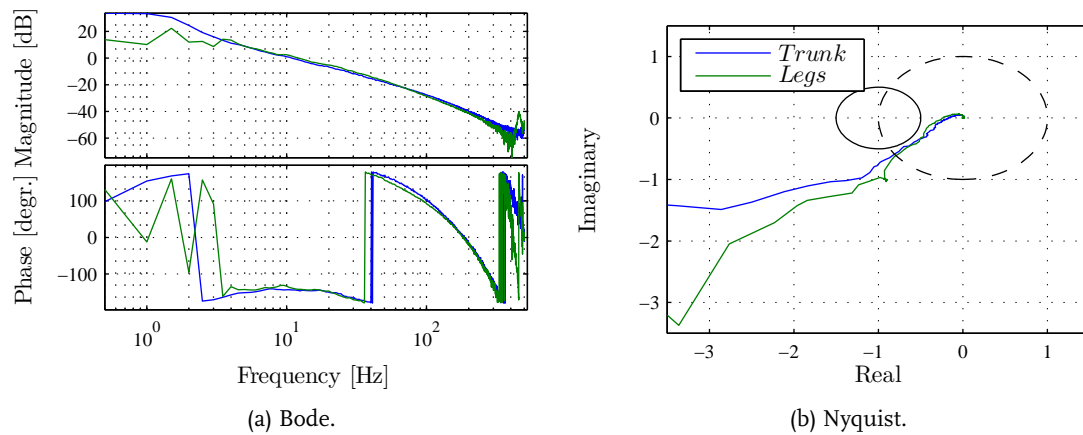 Magnitude [dB]
20
0
−20
−40
−60
Phase [degr.]
100
0
−100
10^0
10^1
10^2
Frequency [Hz]
(a) Bode.
Trunk
Legs
Imaginary
1
0
−1
−2
−3
−3
−2
−1
0
1
Real
(b) Nyquist.